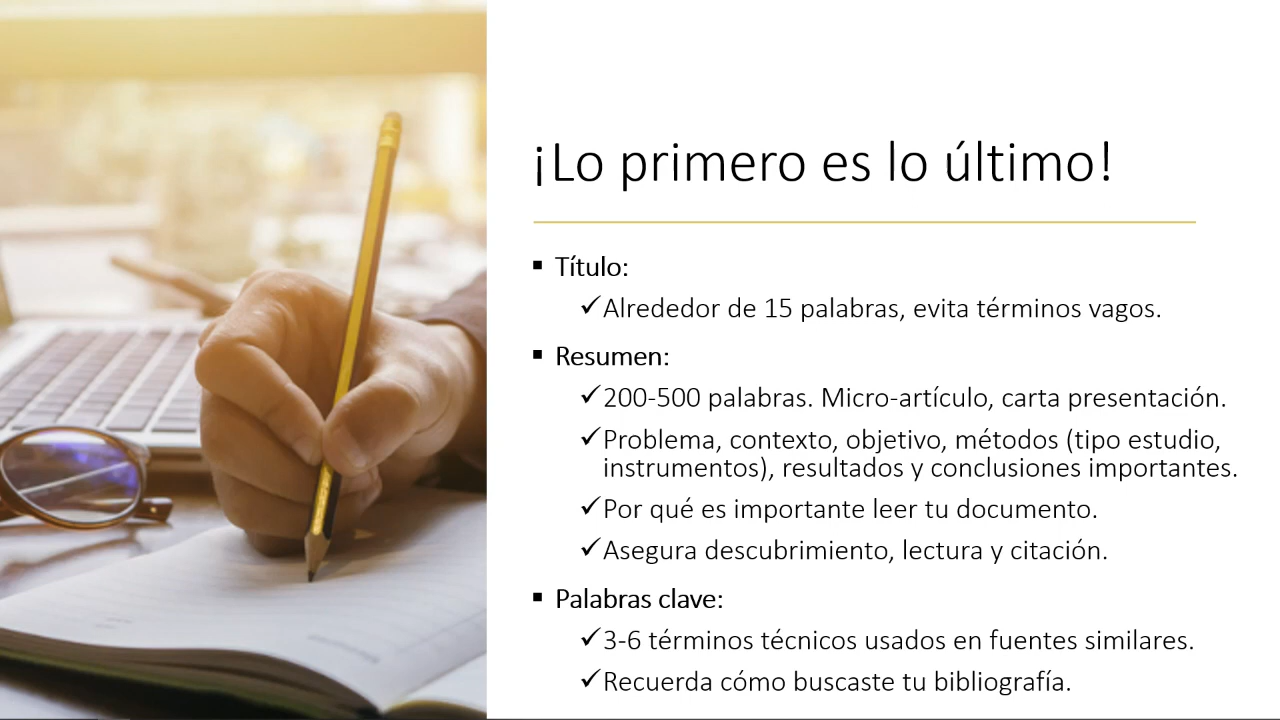 ¡Lo primero es lo último!
▪ Título:
✓Alrededor de 15 palabras, evita términos vagos.
▪ Resumen:
✓200-500 palabras. Micro-artículo, carta presentación.
✓Problema, contexto, objetivo, métodos (tipo estudio,
instrumentos), resultados y conclusiones importantes.
✓Por qué es importante leer tu documento.
✓Asegura descubrimiento, lectura y citación.
▪ Palabras clave:
✓3-6 términos técnicos usados en fuentes similares.
✓Recuerda cómo buscaste tu bibliografía.